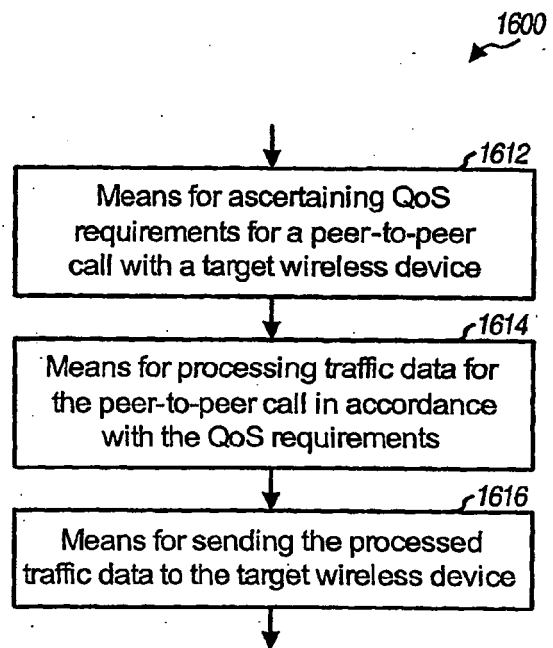 1600
1612
Means for ascertaining QoS
requirements for a peer-to-peer
call with a target wireless device
1614
Means for processing traffic data for
the peer-to-peer call in accordance
with the QoS requirements
1616
Means for sending the processed
traffic data to the target wireless device